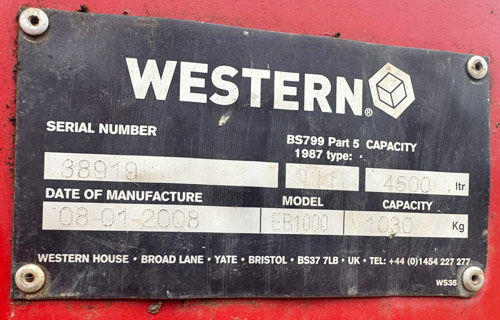 WESTERN®
SERIAL NUMBER
BS799 Part 5 CAPACITY
1987 type:
38919 4500 ltr
DATE OF MANUFACTURE MODEL CAPACITY
08-01-2008 EB1000 1030 Kg
WESTERN HOUSE • BROAD LANE • YATE • BRISTOL • BS37 7LB • UK • TEL: +44 (0)1454 227 277
WS35